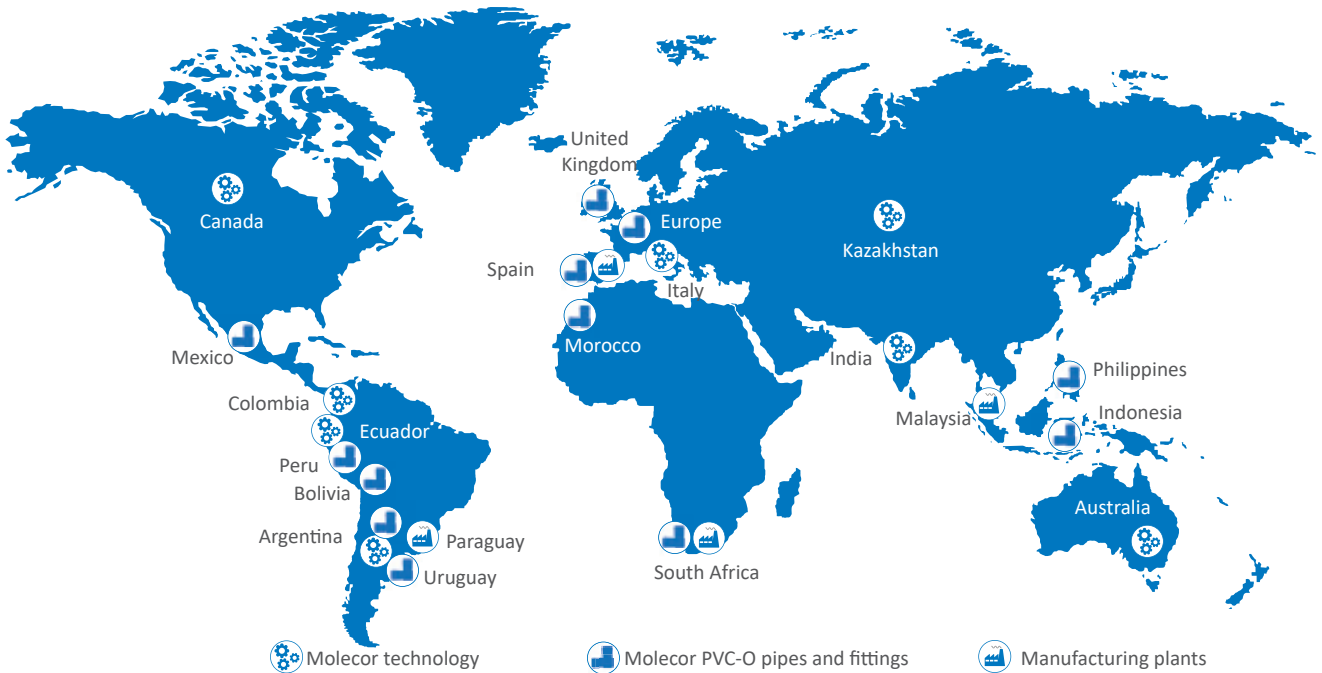 United
Kingdom
Canada
Europe
Kazakhstan
Spain
Italy
Morocco
Mexico
India
Philippines
Colombia
Malaysia
Indonesia
Ecuador
Peru
Bolivia
Australia
Argentina
Paraguay
South Africa
Uruguay
Molecor technology
Molecor PVC-O pipes and fittings
Manufacturing plants